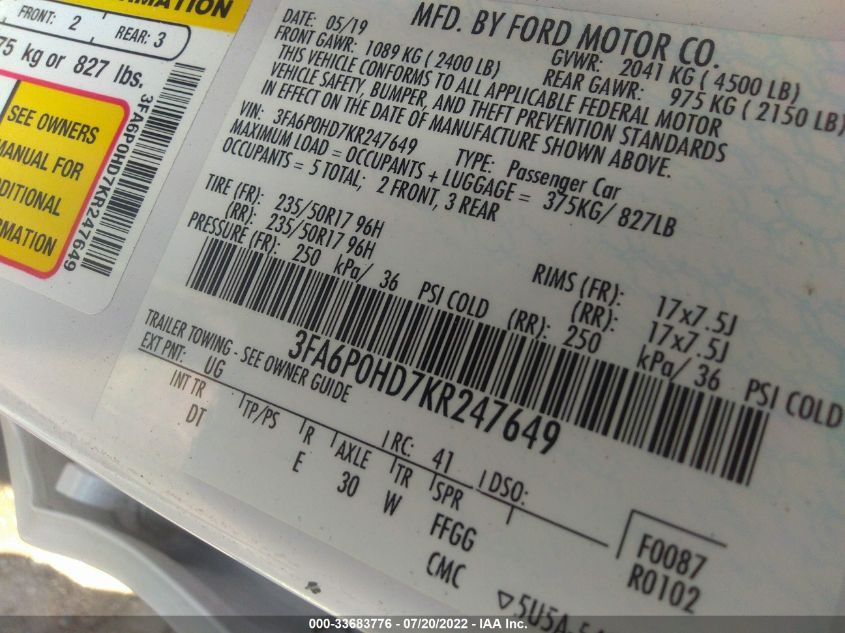 ORMATION
FRONT: 2
REAR: 3
75 kg or 827 lbs.
SEE OWNERS
MANUAL FOR
3FA6P0HD7KR247649
DATE: 05/19
MFD. BY FORD MOTOR CO.
FRONT GAWR: 1089 KG ( 2400 LB)
GVWR: 2041 KG ( 4500 LB)
REAR GAWR: 975 KG ( 2150 LB)
THIS VEHICLE CONFORMS TO ALL APPLICABLE FEDERAL MOTOR
VEHICLE SAFETY, BUMPER, AND THEFT PREVENTION STANDARDS
IN EFFECT ON THE DATE OF MANUFACTURE SHOWN ABOVE.
VIN: 3FA6P0HD7KR247649
TYPE: Passenger Car
MAXIMUM LOAD = OCCUPANTS + LUGGAGE = 375KG/ 827LB
OCCUPANTS = 5 TOTAL; 2 FRONT, 3 REAR
TIRE (FR): 235/50R17 96H
RIMS (FR): 17x7.5J
(RR): 235/50R17 96H
(RR): 17x7.5J
PRESSURE (FR): 250 kPa/ 36 PSI COLD
(RR): 250 kPa/ 36 PSI COLD
3FA6P0HD7KR247649
TRAILER TOWING - SEE OWNER GUIDE
EXT PNT: UG
RC: 41
DSO:
INT TR
TP/PS
R
AXLE
TR
SPR
DT
E
30
W
FFGG
CMC
F0087
R0102
▽5U5A-
103 - 33683776 - 07/20/2022 - IAA Inc.